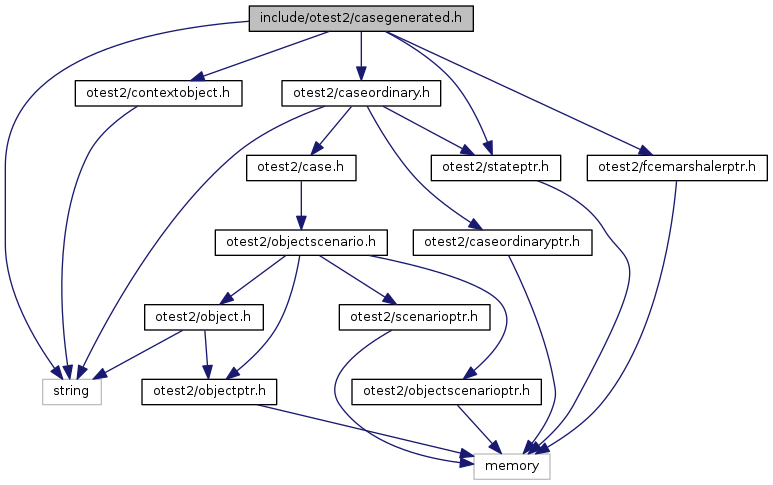 include/otest2/casegenerated.h
otest2/contextobject.h
otest2/caseordinary.h
otest2/case.h
otest2/stateptr.h
otest2/fcemarshalerptr.h
otest2/objectscenario.h
otest2/caseordinaryptr.h
otest2/object.h
otest2/scenarioptr.h
string
otest2/objectptr.h
otest2/objectscenarioptr.h
memory